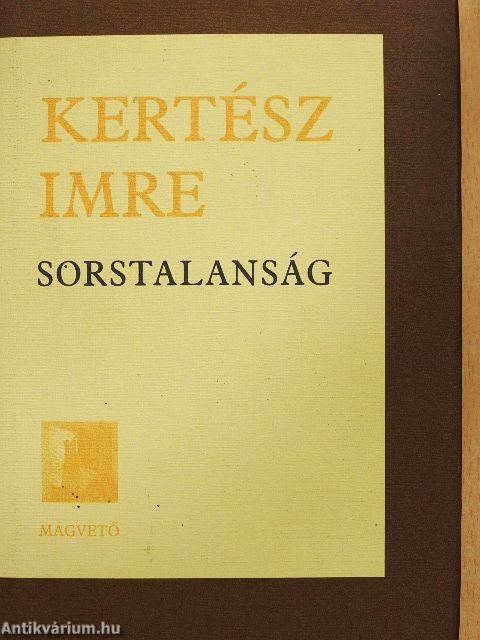 KERTÉSZ
IMRE
SORSTALANSÁG
MAGVETŐ
Antikvárium.hu